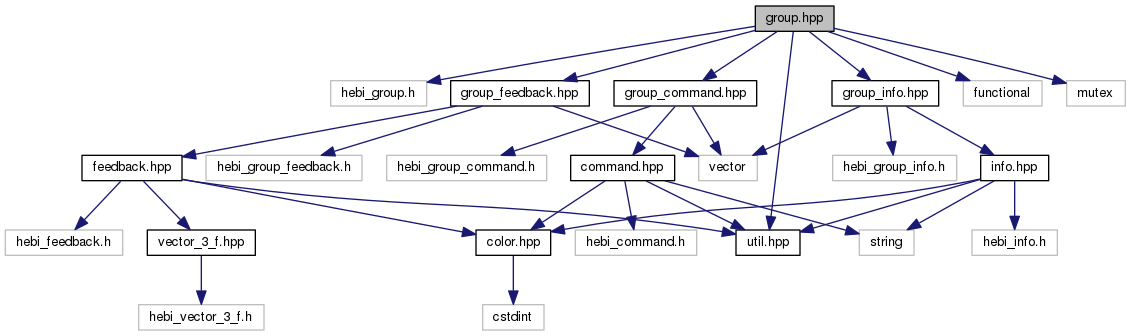 group.hpp
hebi_group.h
group_feedback.hpp
group_command.hpp
group_info.hpp
functional
mutex
feedback.hpp
hebi_group_feedback.h
hebi_group_command.h
command.hpp
vector
hebi_group_info.h
info.hpp
hebi_feedback.h
vector_3_f.hpp
color.hpp
hebi_command.h
util.hpp
string
hebi_info.h
hebi_vector_3_f.h
cstdint